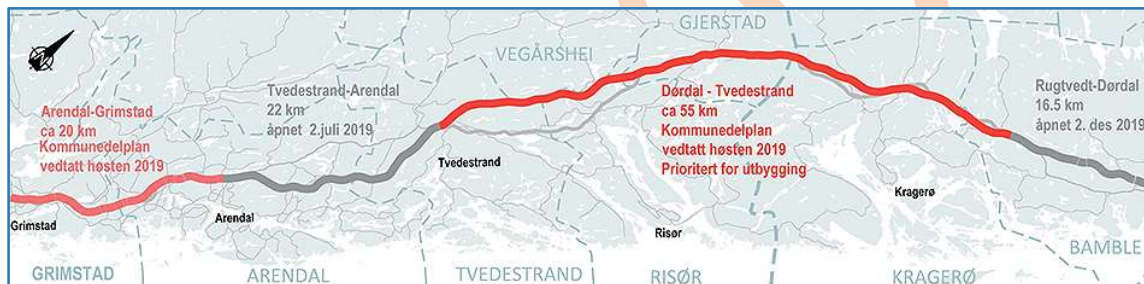 GJERSTAD
VEGÅRSHEI
Arendal-Grimstad
ca 20 km
Kommunedelplan
vedtatt høsten 2019
Tvedestrand-Arendal
22 km
åpnet 2.juli 2019
Dørdal - Tvedestrand
ca 55 km
Kommunedelplan
vedtatt høsten 2019
Prioritert for utbygging
Rugtvedt-Dørdal
16.5 km
åpnet 2. des 2019
Tvedestrand
Kragerø
Grimstad
Arendal
Risør
BAMBLE
GRIMSTAD
ARENDAL
TVEDESTRAND
RISØR
KRAGERØ